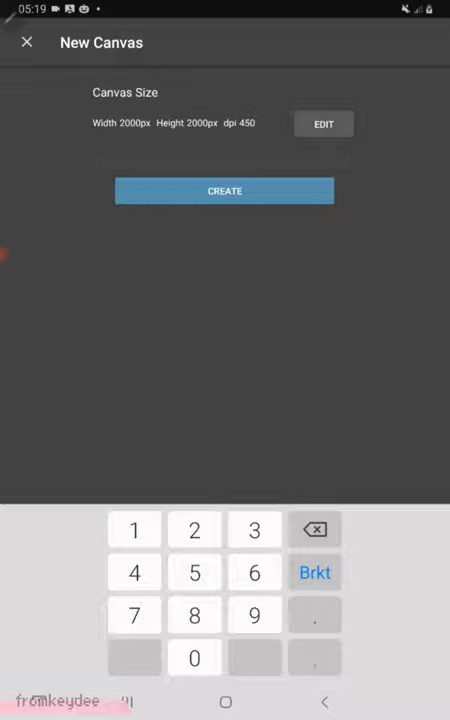 05:19
New Canvas
Canvas Size
Width 2000px Height 2000px dpi 450
EDIT
CREATE
1 2 3
4 5 6 Brkt
7 8 9 .
0 ,
fromkeydee